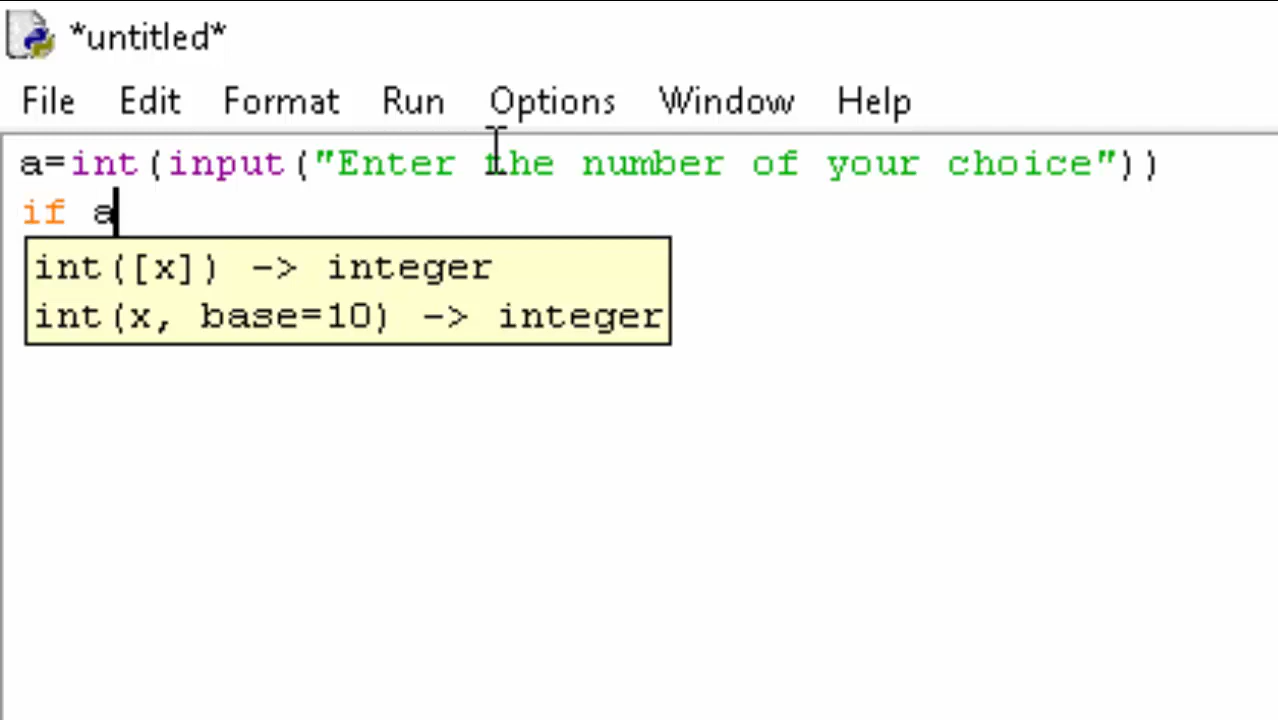 *untitled*
File Edit Format Run Options Window Help
a=int(input("Enter the number of your choice"))
if a
int([x]) -> integer
int(x, base=10) -> integer